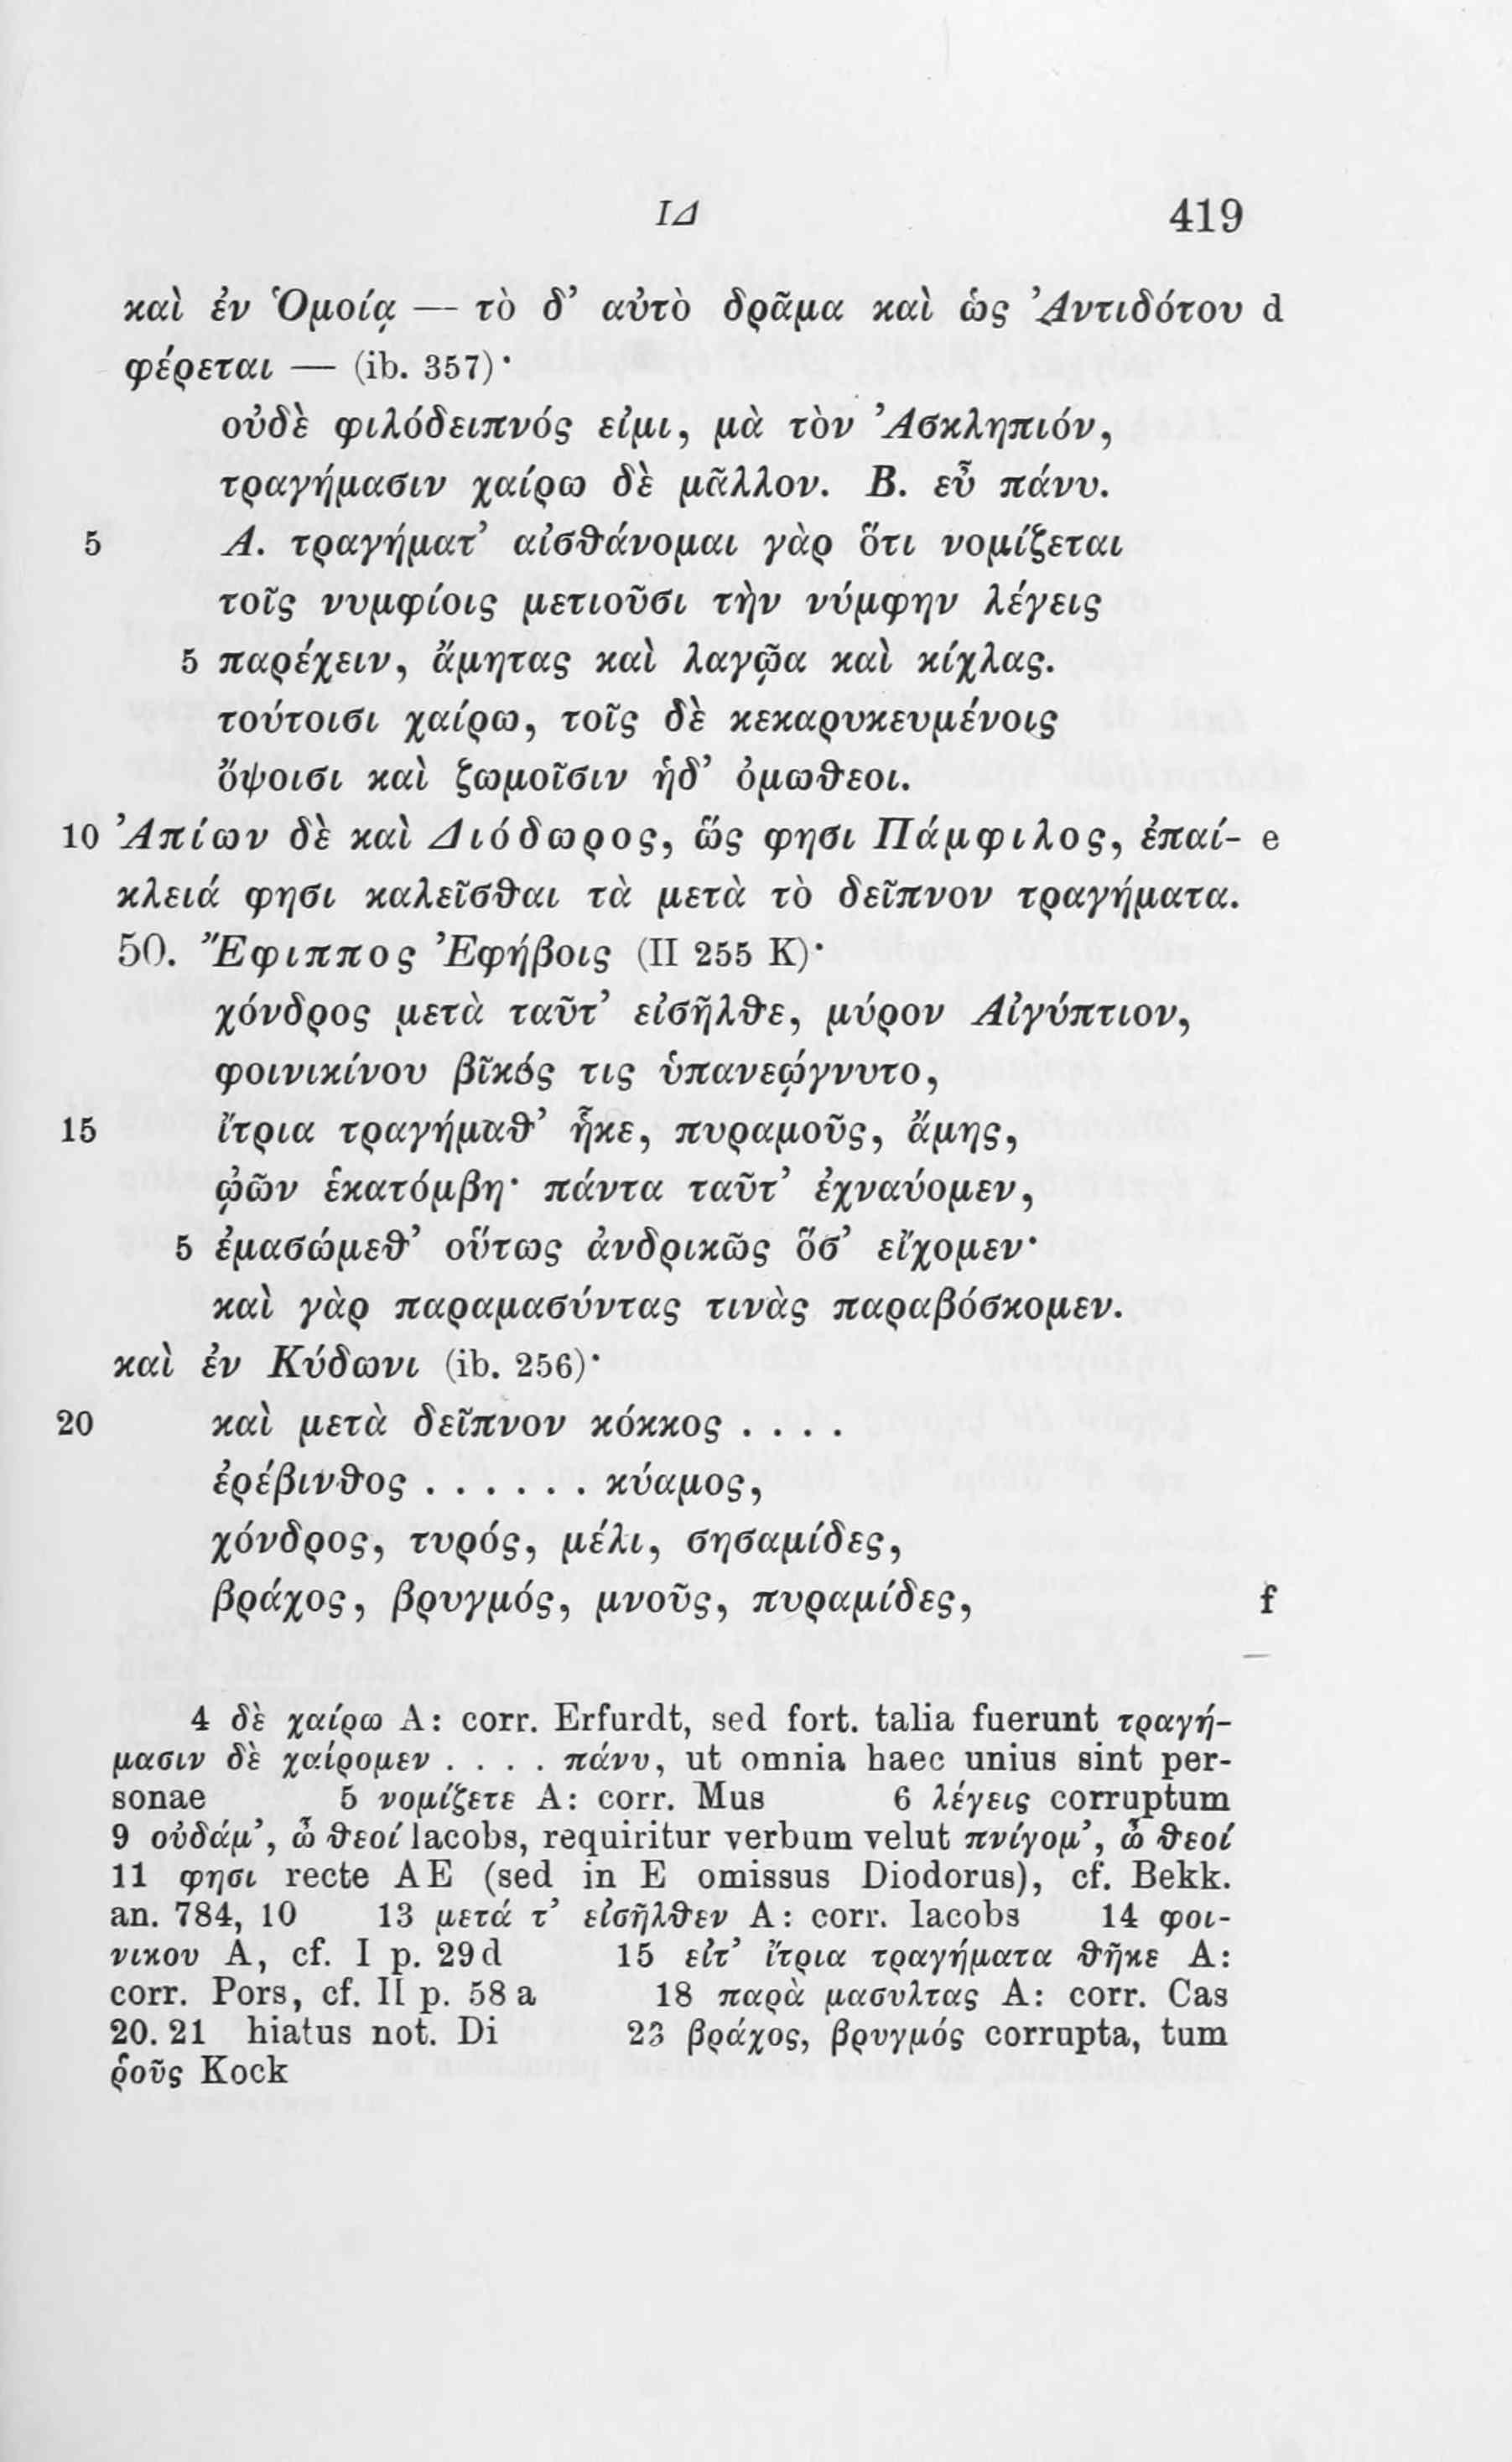 ΙΔ 419
καὶ ἐν Ὁμοίᾳ — τὸ δ’ αὐτὸ δρᾶμα καὶ ὡς Ἀντιδότου d
φέρεται — (ib. 357)·
οὐδὲ φιλόδειπνός εἰμι, μὰ τὸν Ἀσκληπιόν,
τραγήμασιν χαίρω δὲ μᾶλλον. Β. εὖ πάνυ.
5 Α. τραγήματ’ αἰσθάνομαι γὰρ ὅτι νομίζεται
τοῖς νυμφίοις μετιοῦσι τὴν νύμφην λέγεις
5 παρέχειν, ἄμητας καὶ λαγῷα καὶ κίχλας.
τούτοισι χαίρω, τοῖς δὲ κεκαρυκευμένοις
ὄψοισι καὶ ζωμοῖσιν ἡδ’ ὁμωθεοι.
10 Ἀπίων δὲ καὶ Διόδωρος, ὥς φησι Πάμφιλος, ἐπαί- e
κλειά φησι καλεῖσθαι τὰ μετὰ τὸ δεῖπνον τραγήματα.
50. Ἔφιππος Ἐφήβοις (II 255 K)·
χόνδρος μετὰ ταῦτ’ εἰσῆλθε, μύρον Αἰγύπτιον,
φοινικίνου βῖκός τις ὑπανεῴγνυτο,
15 ἴτρια τραγήμαθ’ ἧκε, πυραμοῦς, ἄμης,
ᾠῶν ἑκατόμβη· πάντα ταῦτ’ ἐχναύομεν,
5 ἐμασώμεθ’ οὕτως ἀνδρικῶς ὅσ’ εἴχομεν·
καὶ γὰρ παραμασύντας τινὰς παραβόσκομεν.
καὶ ἐν Κύδωνι (ib. 256)·
20 καὶ μετὰ δεῖπνον κόκκος . . . .
ἐρέβινθος . . . . . . κύαμος,
χόνδρος, τυρός, μέλι, σησαμίδες,
βράχος, βρυγμός, μνοῦς, πυραμίδες, f
4 δὲ χαίρω A: corr. Erfurdt, sed fort. talia fuerunt τραγή-
μασιν δὲ χαίρομεν . . . . πάνυ, ut omnia haec unius sint per-
sonae 5 νομίζετε A: corr. Mus 6 λέγεις corruptum
9 οὐδάμ’, ὦ θεοί Iacobs, requiritur verbum velut πνίγομ’, ὦ θεοί
11 φησι recte AE (sed in E omissus Diodorus), cf. Bekk.
an. 784, 10 13 μετά τ’ εἰσῆλθεν A: corr. Iacobs 14 φοι-
νικου A, cf. I p. 29 d 15 εἶτ’ ἴτρια τραγήματα θῆκε A:
corr. Pors, cf. II p. 58 a 18 παρὰ μασυλτας A: corr. Cas
20. 21 hiatus not. Di 23 βράχος, βρυγμός corrupta, tum
ῥοῦς Kock